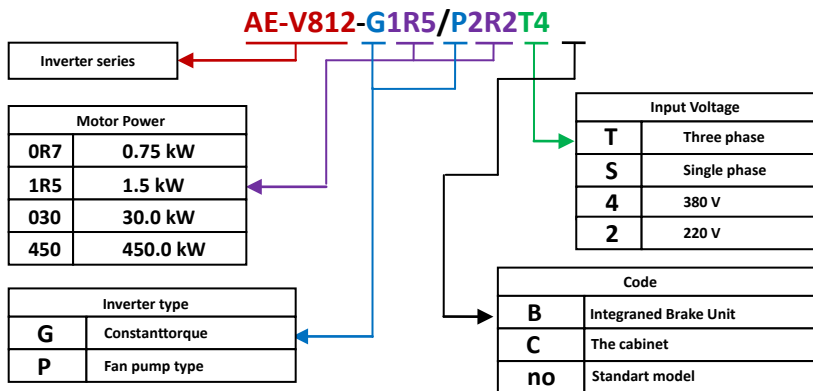 AE-V812-G1R5/P2R2T4
Inverter series
Motor Power
0R7 0.75 kW
1R5 1.5 kW
030 30.0 kW
450 450.0 kW
Inverter type
G Constanttorque
P Fan pump type
Input Voltage
T Three phase
S Single phase
4 380 V
2 220 V
Code
B Integraned Brake Unit
C The cabinet
no Standart model